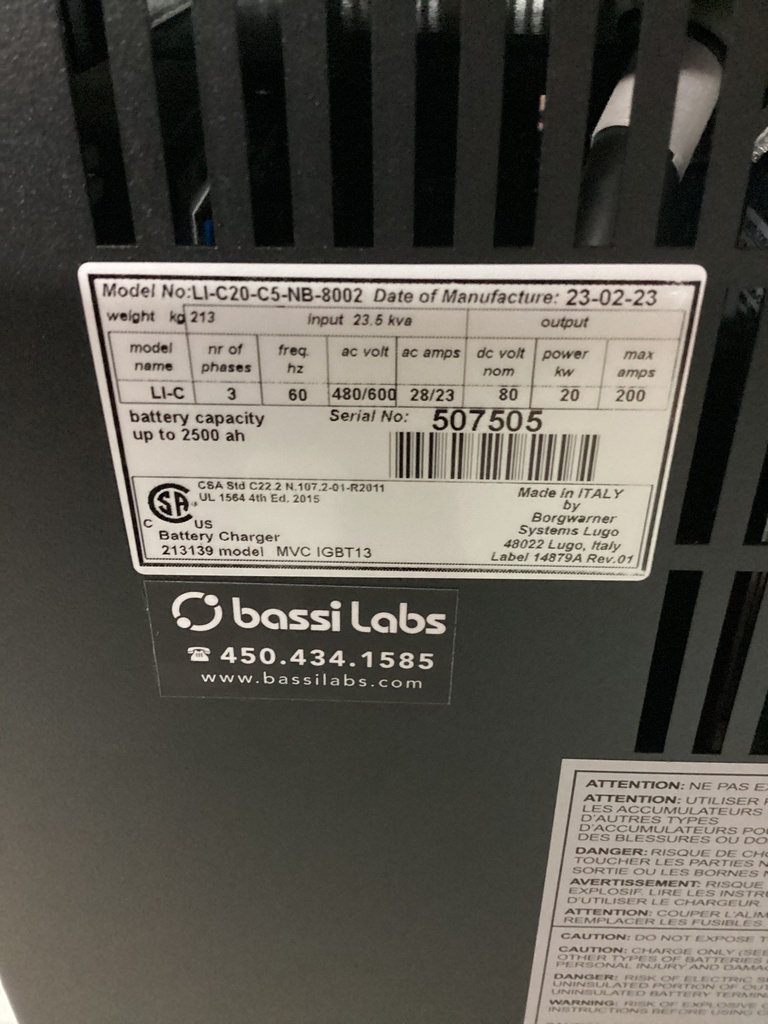 Model No:LI-C20-C5-NB-8002 Date of Manufacture: 23-02-23
weight kg 213 input 23.5 kva output
model name nr of phases freq. hz ac volt ac amps dc volt nom power kw max amps
LI-C 3 60 480/600 28/23 80 20 200
battery capacity
up to 2500 ah
Serial No: 507505
CSA Std C22.2 N.107.2-01-R2011
UL 1564 4th Ed. 2015
C US
Battery Charger
213139 model MVC IGBT13
Made in ITALY
by
Borgwarner
Systems Lugo
48022 Lugo, Italy
Label 14879A Rev.01
bassi Labs
450.434.1585
www.bassilabs.com
ATTENTION: NE PAS
ATTENTION: UTILISER
LES ACCUMULATEURS
D'AUTRES TYPES
D'ACCUMULATEURS
DES BLESSURES OU
DANGER: RISQUE DE
TOUCHER LES PARTIES
SORTIE OU LES BORNES
AVERTISSEMENT: RISQUE
EXPLOSIF. LIRE LES
D'UTILISER LE CHARGEUR.
ATTENTION: COUPER
REMPLACER LES FUSIBLES
CAUTION: DO NOT EXPOSE
CAUTION: CHARGE ONLY
OTHER TYPES OF BATTERIES
PERSONAL INJURY AND
DANGER: RISK OF ELECTRIC
UNINSULATED PORTION OF
UNINSULATED BATTERY
WARNING: RISK OF EXPLOSIVE
INSTRUCTIONS BEFORE USING